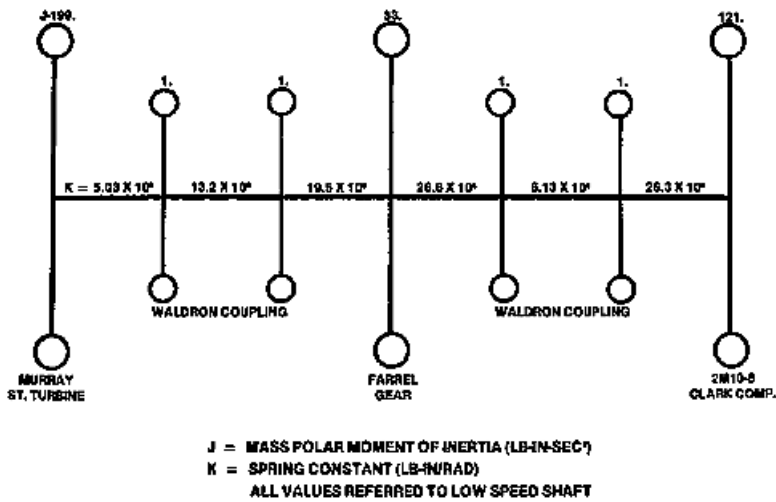 J-199. 33. 121.
1. 1. 1. 1.
K = 5.03 X 10⁶ 13.2 X 10⁶ 19.5 X 10⁶ 26.6 X 10⁶ 6.13 X 10⁶ 26.3 X 10⁶
WALDRON COUPLING WALDRON COUPLING
MURRAY
ST. TURBINE
FARREL
GEAR
2M10-8
CLARK COMP.
J = MASS POLAR MOMENT OF INERTIA (LB-IN-SEC²)
K = SPRING CONSTANT (LB-IN/RAD)
ALL VALUES REFERRED TO LOW SPEED SHAFT